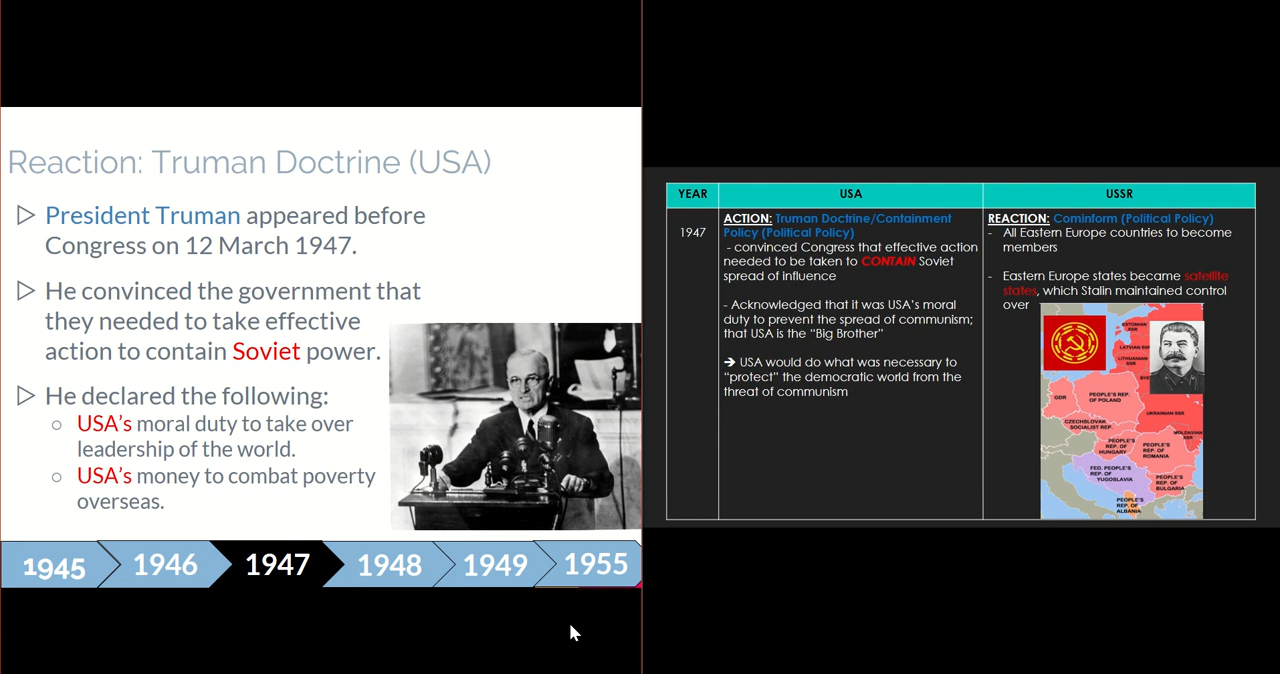 Reaction: Truman Doctrine (USA)
President Truman appeared before
Congress on 12 March 1947.
He convinced the government that
they needed to take effective
action to contain Soviet power.
He declared the following:
USA's moral duty to take over
leadership of the world.
USA's money to combat poverty
overseas.
1945
1946
1947
1948
1949
1955
YEAR
USA
USSR
1947
ACTION: Truman Doctrine/Containment
Policy (Political Policy)
- convinced Congress that effective action
needed to be taken to CONTAIN Soviet
spread of influence
- Acknowledged that it was USA's moral
duty to prevent the spread of communism;
that USA is the "Big Brother"
➔ USA would do what was necessary to
"protect" the democratic world from the
threat of communism
REACTION: Cominform (Political Policy)
- All Eastern Europe countries to become
members
- Eastern Europe states became satellite
states, which Stalin maintained control
over
ESTONIAN
SSR
LATVIAN SSR
LITHUANIAN
SSR
GDR
PEOPLE'S REP.
OF POLAND
UKRAINIAN SSR
CZECHOSLOVAK
SOCIALIST REP.
MOLDAVIAN
SSR
PEOPLE'S
REP. OF
HUNGARY
PEOPLE'S
REP. OF
ROMANIA
FED. PEOPLE'S
REP. OF
YUGOSLAVIA
PEOPLE'S
REP. OF
BULGARIA
PEOPLE'S
REP. OF
ALBANIA